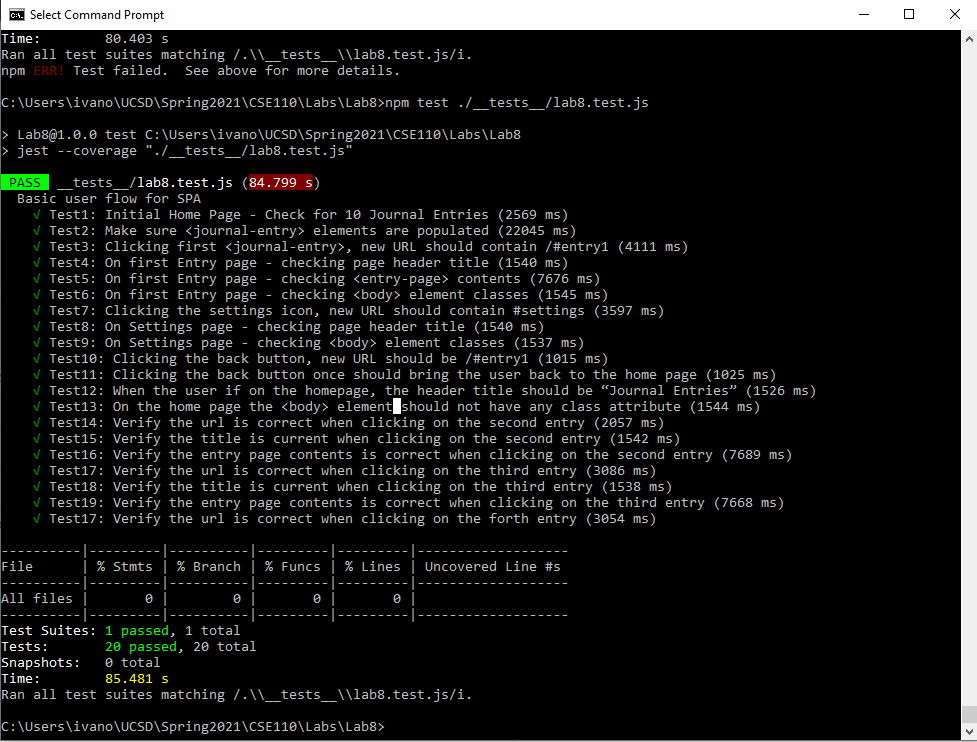 Select Command Prompt
Time:        80.403 s
Ran all test suites matching /.\\__tests__\\lab8.test.js/i.
npm ERR! Test failed.  See above for more details.
C:\Users\ivano\UCSD\Spring2021\CSE110\Labs\Lab8>npm test ./__tests__/lab8.test.js
> Lab8@1.0.0 test C:\Users\ivano\UCSD\Spring2021\CSE110\Labs\Lab8
> jest --coverage "./__tests__/lab8.test.js"
PASS  __tests__/lab8.test.js (84.799 s)
  Basic user flow for SPA
    √ Test1: Initial Home Page - Check for 10 Journal Entries (2569 ms)
    √ Test2: Make sure <journal-entry> elements are populated (22045 ms)
    √ Test3: Clicking first <journal-entry>, new URL should contain /#entry1 (4111 ms)
    √ Test4: On first Entry page - checking page header title (1540 ms)
    √ Test5: On first Entry page - checking <entry-page> contents (7676 ms)
    √ Test6: On first Entry page - checking <body> element classes (1545 ms)
    √ Test7: Clicking the settings icon, new URL should contain #settings (3597 ms)
    √ Test8: On Settings page - checking page header title (1540 ms)
    √ Test9: On Settings page - checking <body> element classes (1537 ms)
    √ Test10: Clicking the back button, new URL should be /#entry1 (1015 ms)
    √ Test11: Clicking the back button once should bring the user back to the home page (1025 ms)
    √ Test12: When the user if on the homepage, the header title should be “Journal Entries” (1526 ms)
    √ Test13: On the home page the <body> element should not have any class attribute (1544 ms)
    √ Test14: Verify the url is correct when clicking on the second entry (2057 ms)
    √ Test15: Verify the title is current when clicking on the second entry (1542 ms)
    √ Test16: Verify the entry page contents is correct when clicking on the second entry (7689 ms)
    √ Test17: Verify the url is correct when clicking on the third entry (3086 ms)
    √ Test18: Verify the title is current when clicking on the third entry (1538 ms)
    √ Test19: Verify the entry page contents is correct when clicking on the third entry (7668 ms)
    √ Test17: Verify the url is correct when clicking on the forth entry (3054 ms)
----------|---------|----------|---------|---------|-------------------
File      | % Stmts | % Branch | % Funcs | % Lines | Uncovered Line #s
----------|---------|----------|---------|---------|-------------------
All files |       0 |        0 |       0 |       0 |
----------|---------|----------|---------|---------|-------------------
Test Suites: 1 passed, 1 total
Tests:       20 passed, 20 total
Snapshots:   0 total
Time:        85.481 s
Ran all test suites matching /.\\__tests__\\lab8.test.js/i.
C:\Users\ivano\UCSD\Spring2021\CSE110\Labs\Lab8>